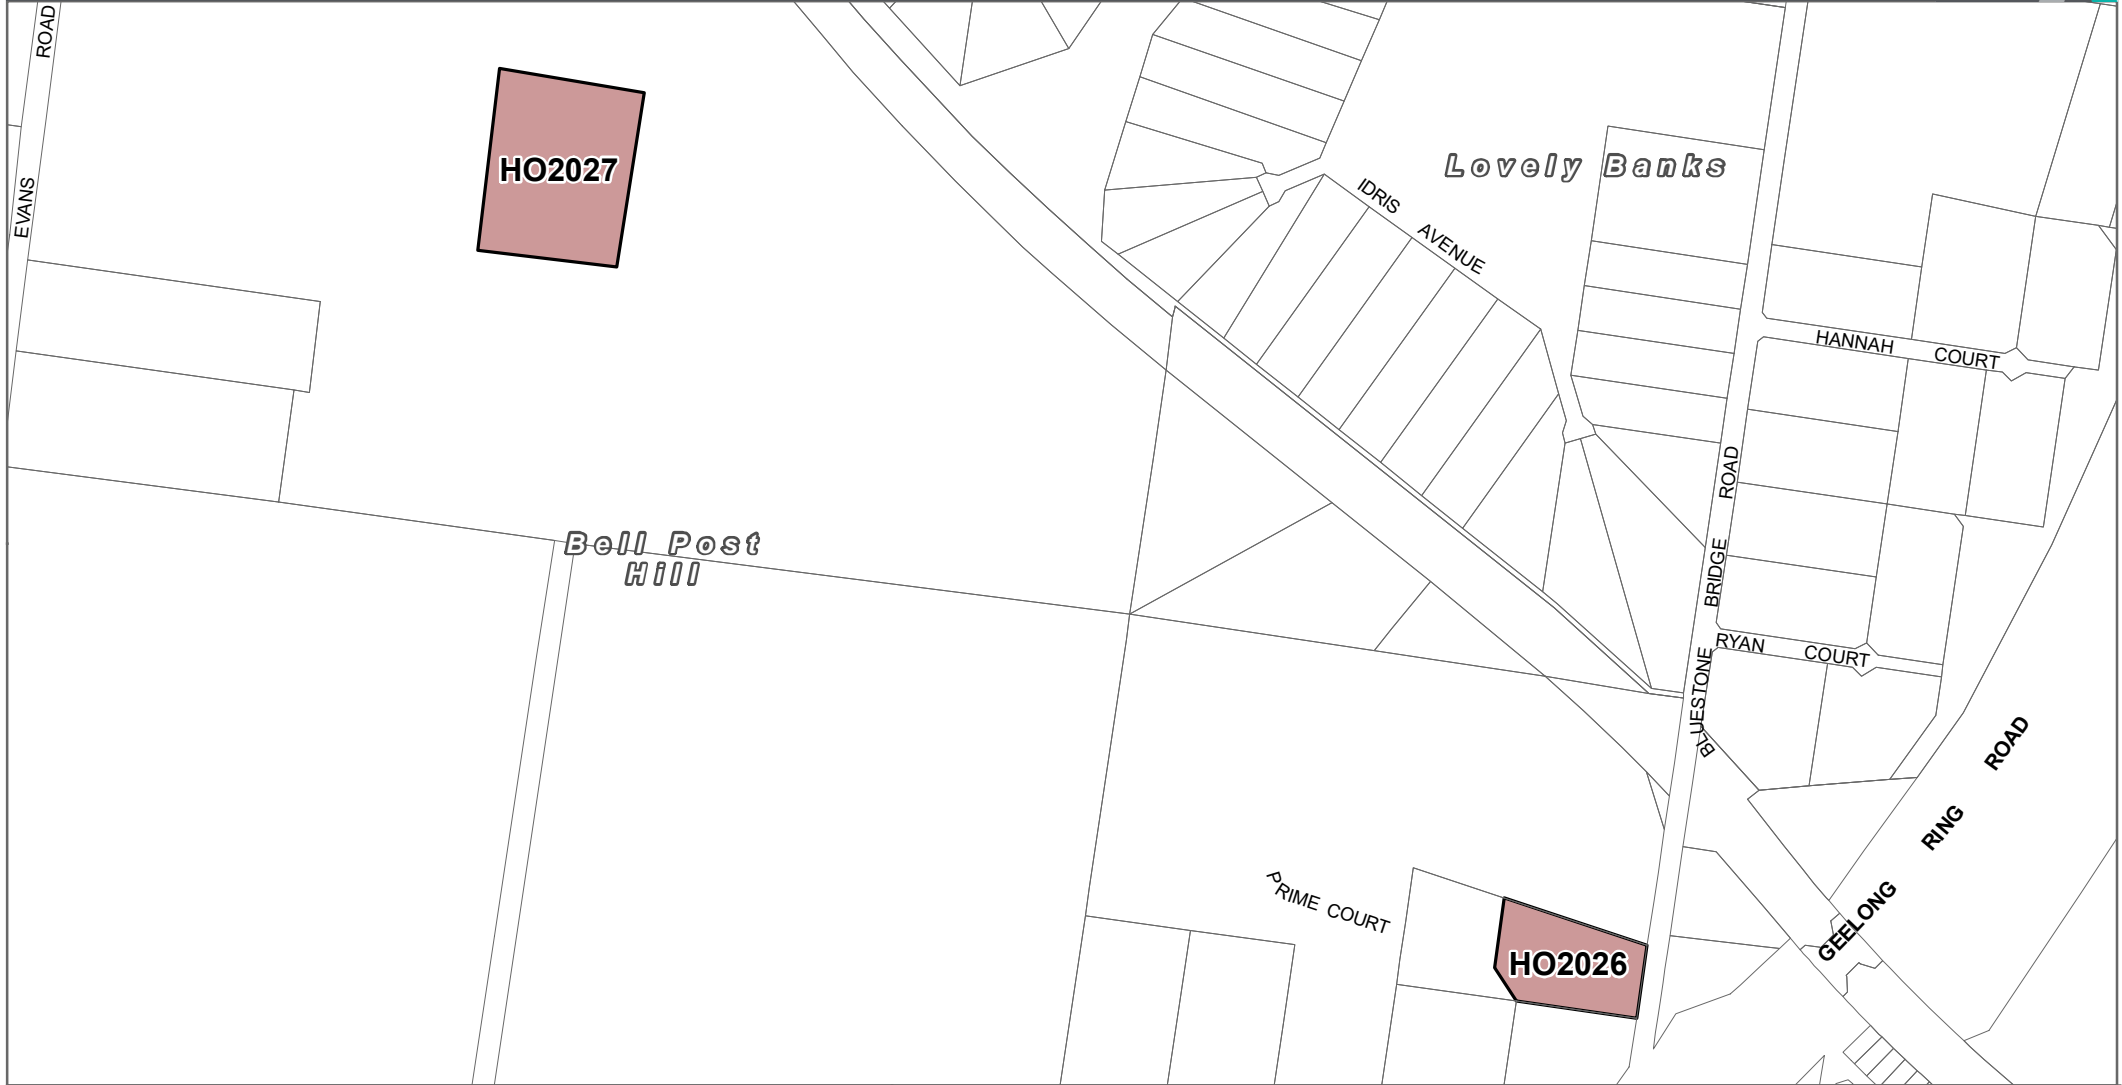 ROAD
EVANS
HO2027
Lovely Banks
IDRIS AVENUE
HANNAH COURT
Bell Post
Hill
BLUESTONE BRIDGE ROAD
RYAN COURT
GEELONG RING ROAD
PRIME COURT
HO2026